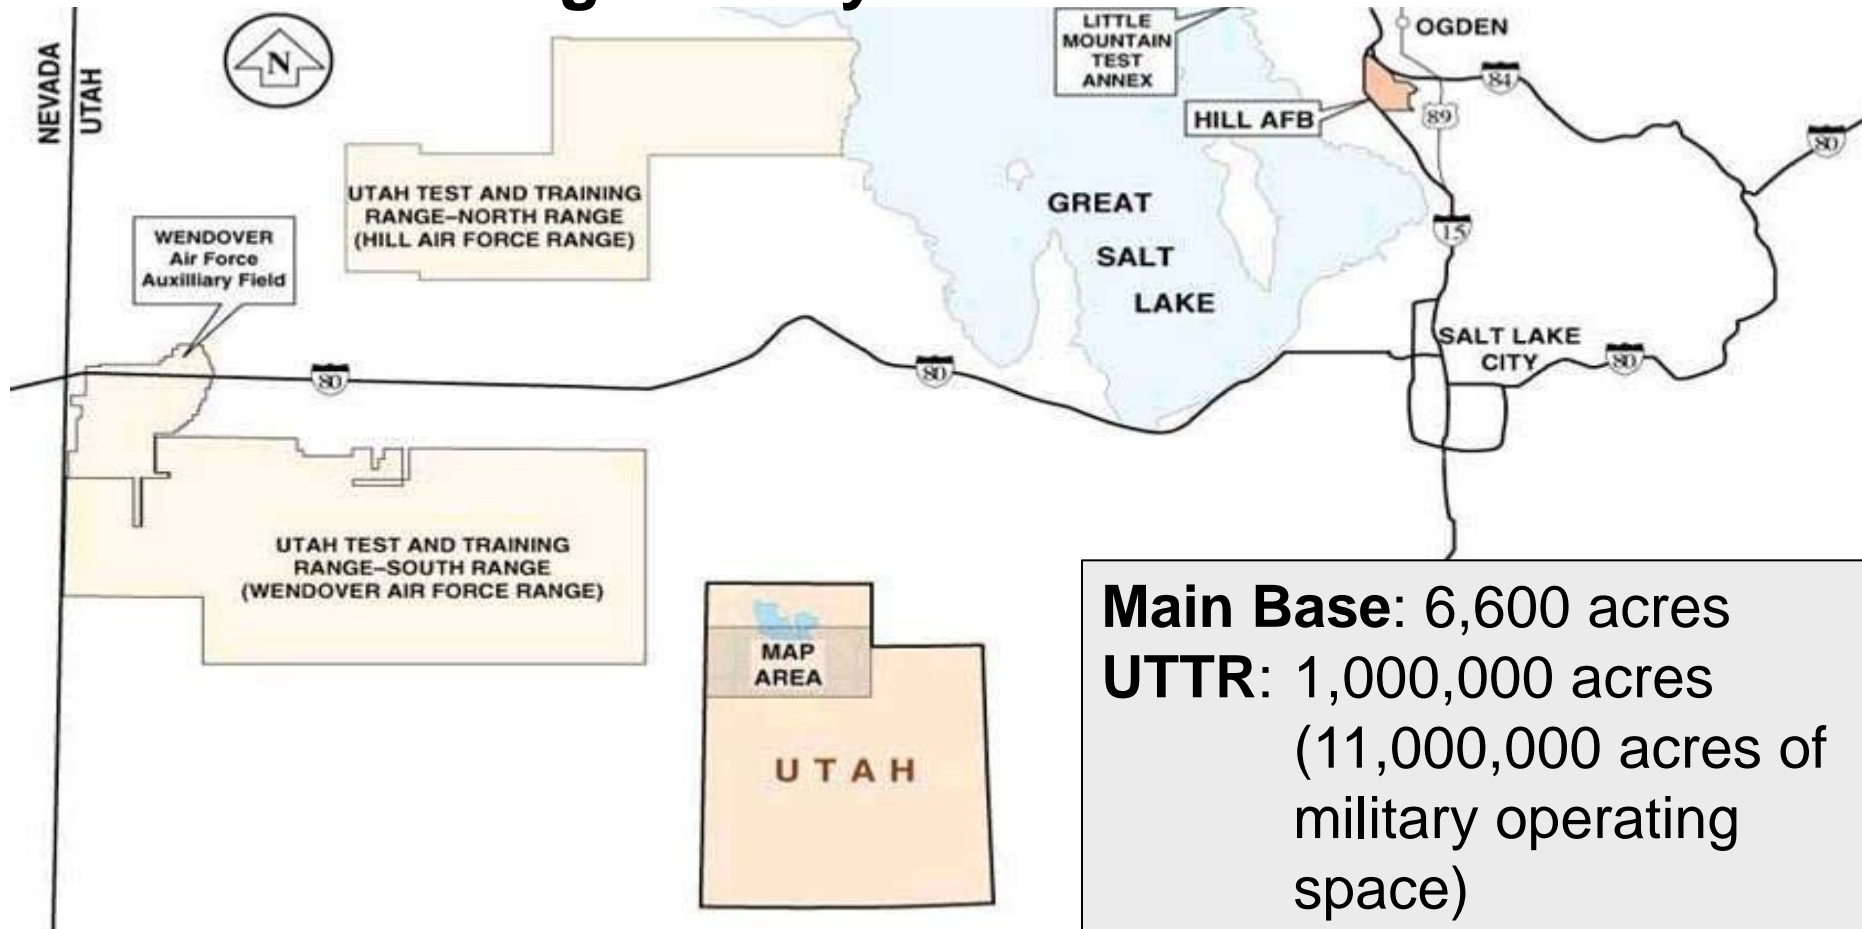 NEVADA
UTAH
N
LITTLE
MOUNTAIN
TEST
ANNEX
OGDEN
84
HILL AFB
89
80
UTAH TEST AND TRAINING
RANGE–NORTH RANGE
(HILL AIR FORCE RANGE)
GREAT
SALT
LAKE
15
WENDOVER
Air Force
Auxilliary Field
SALT LAKE
CITY
80
80
80
UTAH TEST AND TRAINING
RANGE–SOUTH RANGE
(WENDOVER AIR FORCE RANGE)
MAP
AREA
UTAH
Main Base: 6,600 acres
UTTR: 1,000,000 acres
(11,000,000 acres of
military operating
space)